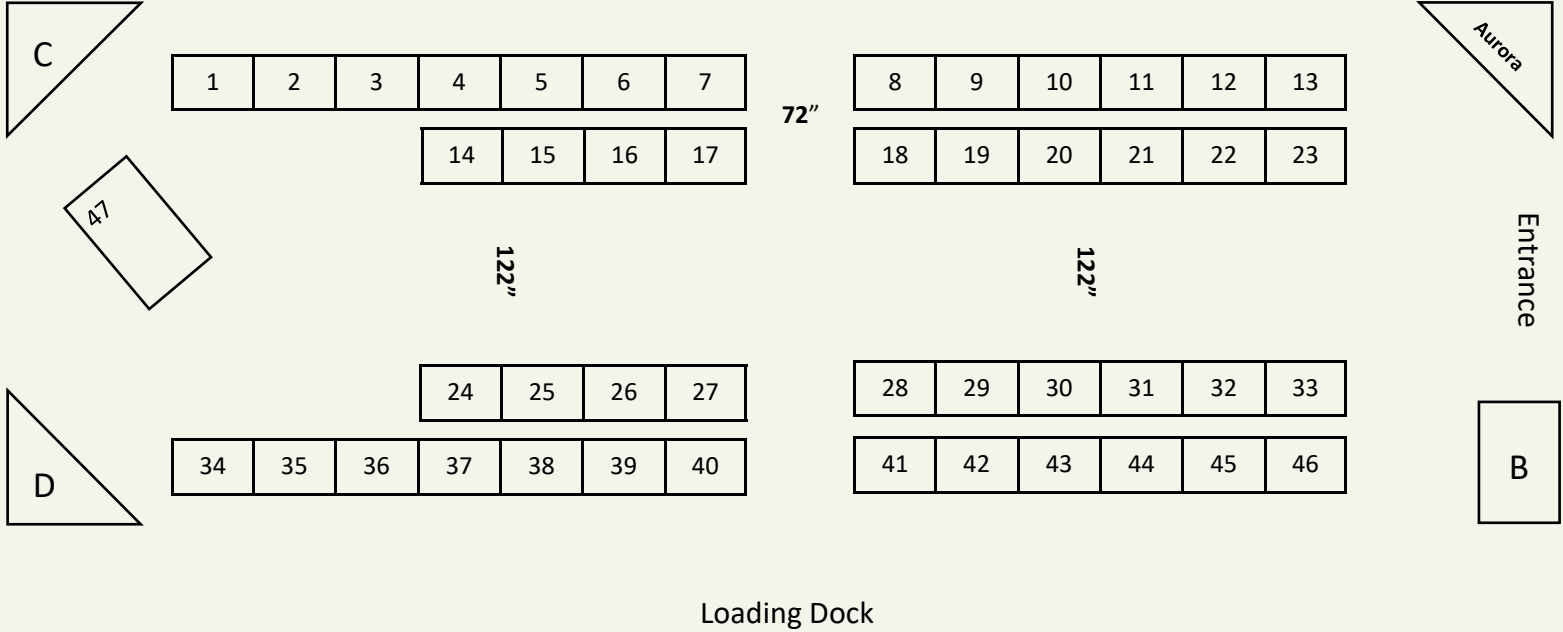 C
Aurora
1 2 3 4 5 6 7
8 9 10 11 12 13
72”
14 15 16 17
18 19 20 21 22 23
47
122”
122”
Entrance
24 25 26 27
28 29 30 31 32 33
D
34 35 36 37 38 39 40
41 42 43 44 45 46
B
Loading Dock